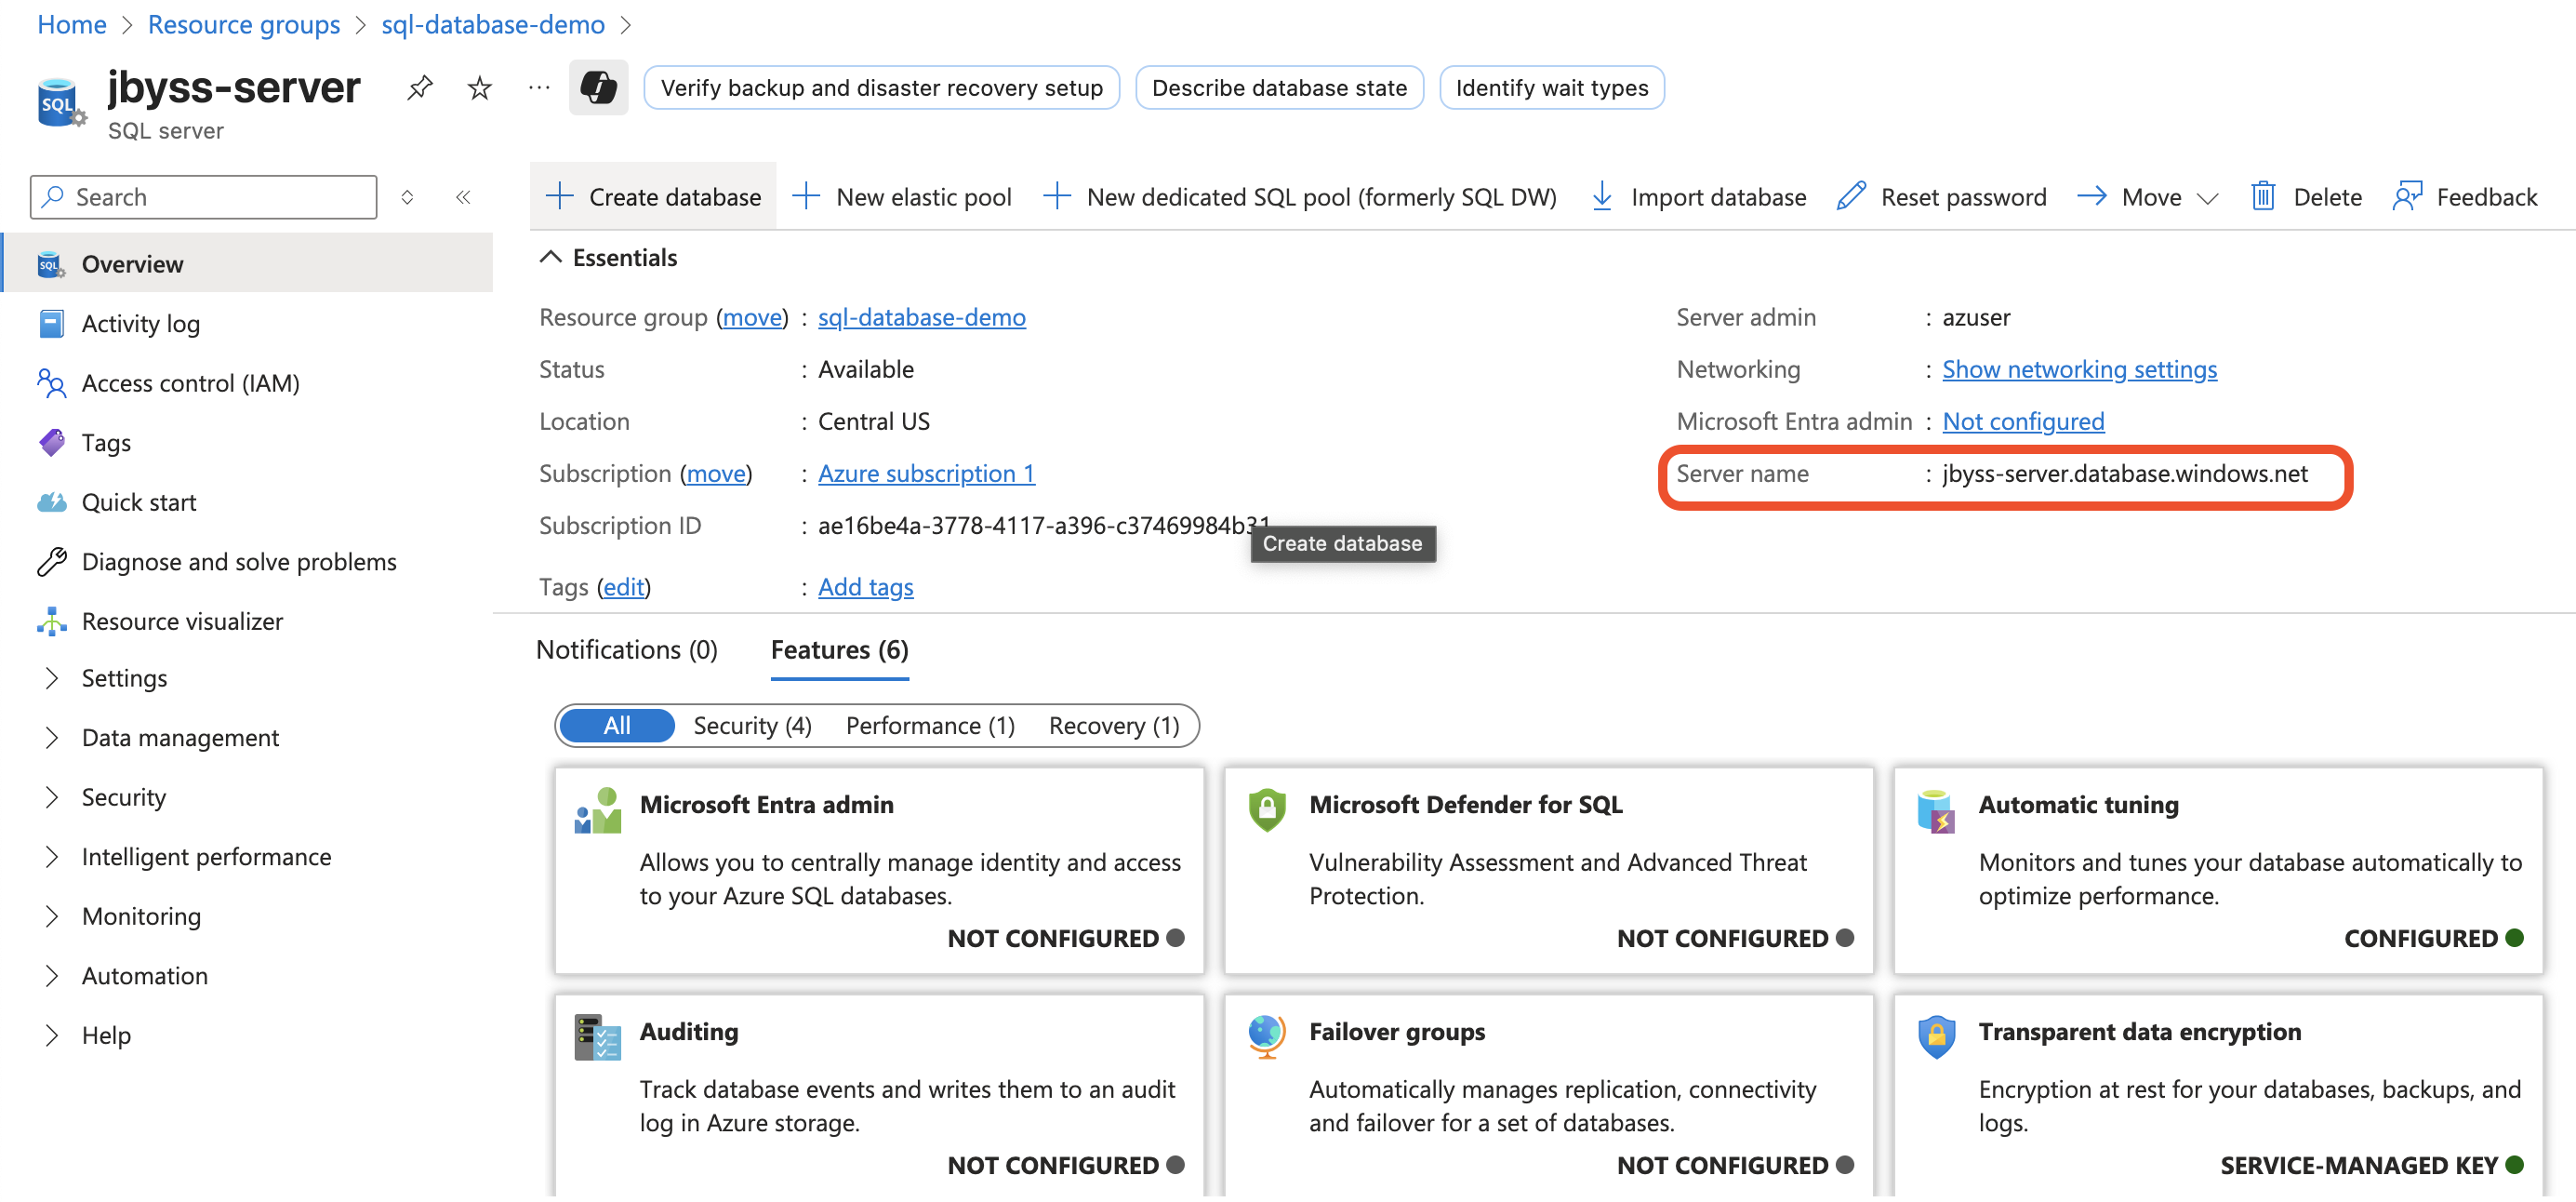 Home > Resource groups > sql-database-demo >
jbyss-server
SQL server
Verify backup and disaster recovery setup
Describe database state
Identify wait types
Search
Create database
New elastic pool
New dedicated SQL pool (formerly SQL DW)
Import database
Reset password
Move
Delete
Feedback
Overview
Activity log
Access control (IAM)
Tags
Quick start
Diagnose and solve problems
Resource visualizer
Settings
Data management
Security
Intelligent performance
Monitoring
Automation
Help
Essentials
Resource group (move) : sql-database-demo
Status : Available
Location : Central US
Subscription (move) : Azure subscription 1
Subscription ID : ae16be4a-3778-4117-a396-c37469984b31
Create database
Tags (edit) : Add tags
Server admin : azuser
Networking : Show networking settings
Microsoft Entra admin : Not configured
Server name : jbyss-server.database.windows.net
Notifications (0)
Features (6)
All
Security (4)
Performance (1)
Recovery (1)
Microsoft Entra admin
Allows you to centrally manage identity and access
to your Azure SQL databases.
NOT CONFIGURED
Microsoft Defender for SQL
Vulnerability Assessment and Advanced Threat
Protection.
NOT CONFIGURED
Automatic tuning
Monitors and tunes your database automatically to
optimize performance.
CONFIGURED
Auditing
Track database events and writes them to an audit
log in Azure storage.
NOT CONFIGURED
Failover groups
Automatically manages replication, connectivity
and failover for a set of databases.
NOT CONFIGURED
Transparent data encryption
Encryption at rest for your databases, backups, and
logs.
SERVICE-MANAGED KEY